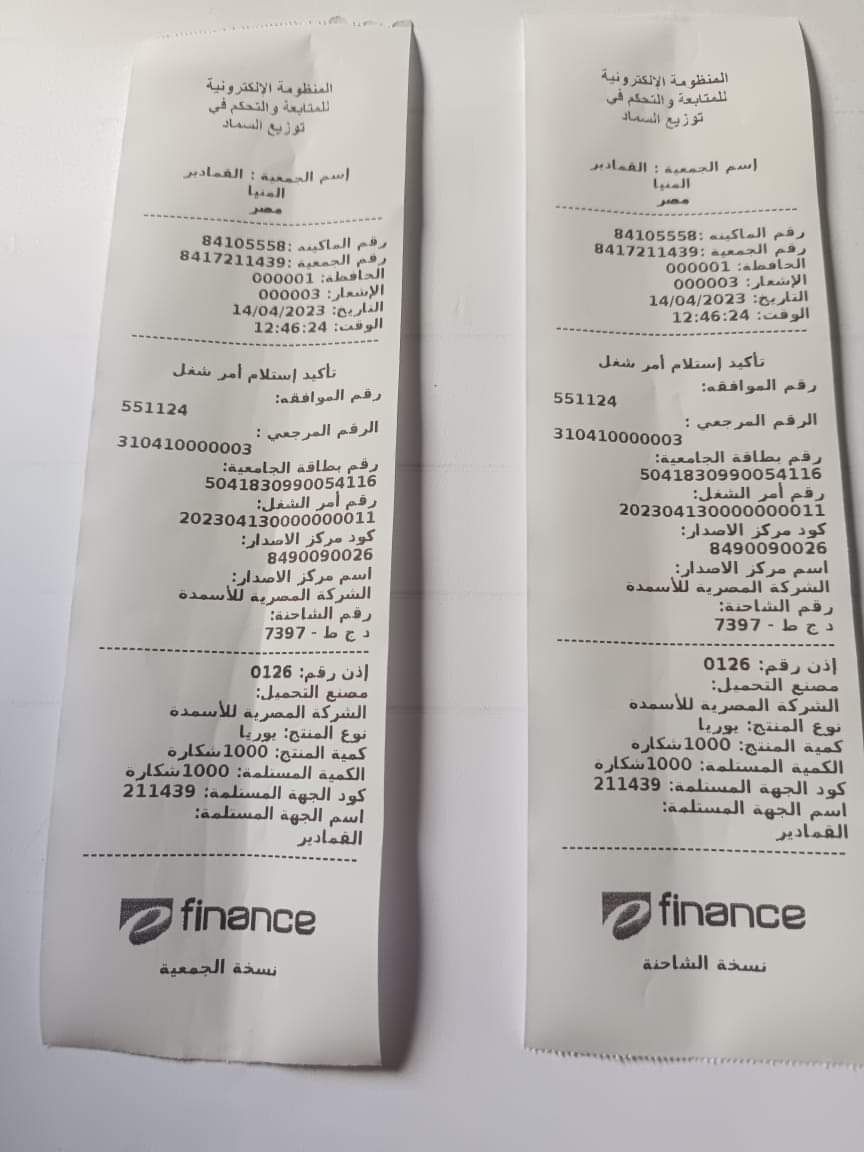 المنظومة الإلكترونية
للمتابعة والتحكم في
توزيع السماد
إسم الجمعية : القمادير
المنيا
مصر
رقم الماكينه :84105558
رقم الجمعية :8417211439
الحافظة: 000001
الإشعار: 000003
التاريخ: 14/04/2023
الوقت: 12:46:24
تأكيد إستلام أمر شغل
رقم الموافقه:
551124
الرقم المرجعي :
310410000003
رقم بطاقة الجامعية:
5041830990054116
رقم أمر الشغل:
202304130000000011
كود مركز الاصدار:
8490090026
اسم مركز الاصدار:
الشركة المصرية للأسمدة
رقم الشاحنة:
د ج ط - 7397
إذن رقم: 0126
مصنع التحميل:
الشركة المصرية للأسمدة
نوع المنتج: يوريا
كمية المنتج: 1000شكارة
الكمية المستلمة: 1000شكارة
كود الجهة المستلمة: 211439
اسم الجهة المستلمة:
القمادير
e finance
نسخة الجمعية
المنظومة الإلكترونية
للمتابعة والتحكم في
توزيع السماد
إسم الجمعية : القمادير
المنيا
مصر
رقم الماكينه :84105558
رقم الجمعية :8417211439
الحافظة: 000001
الإشعار: 000003
التاريخ: 14/04/2023
الوقت: 12:46:24
تأكيد إستلام أمر شغل
رقم الموافقه:
551124
الرقم المرجعي :
310410000003
رقم بطاقة الجامعية:
5041830990054116
رقم أمر الشغل:
202304130000000011
كود مركز الاصدار:
8490090026
اسم مركز الاصدار:
الشركة المصرية للأسمدة
رقم الشاحنة:
د ج ط - 7397
إذن رقم: 0126
مصنع التحميل:
الشركة المصرية للأسمدة
نوع المنتج: يوريا
كمية المنتج: 1000شكارة
الكمية المستلمة: 1000شكارة
كود الجهة المستلمة: 211439
اسم الجهة المستلمة:
القمادير
e finance
نسخة الشاحنة